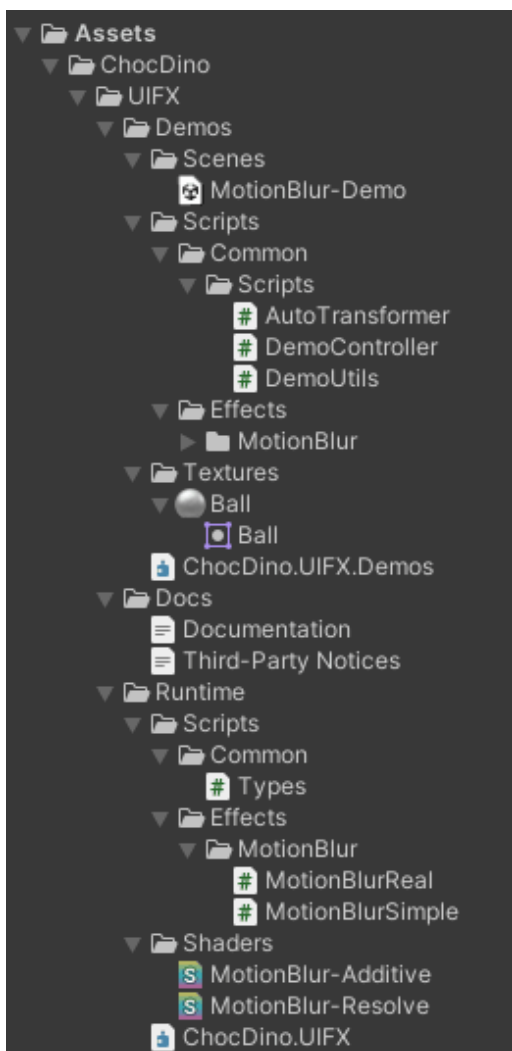 Assets
ChocDino
UIFX
Demos
Scenes
MotionBlur-Demo
Scripts
Common
Scripts
AutoTransformer
DemoController
DemoUtils
Effects
MotionBlur
Textures
Ball
Ball
ChocDino.UIFX.Demos
Docs
Documentation
Third-Party Notices
Runtime
Scripts
Common
Types
Effects
MotionBlur
MotionBlurReal
MotionBlurSimple
Shaders
MotionBlur-Additive
MotionBlur-Resolve
ChocDino.UIFX